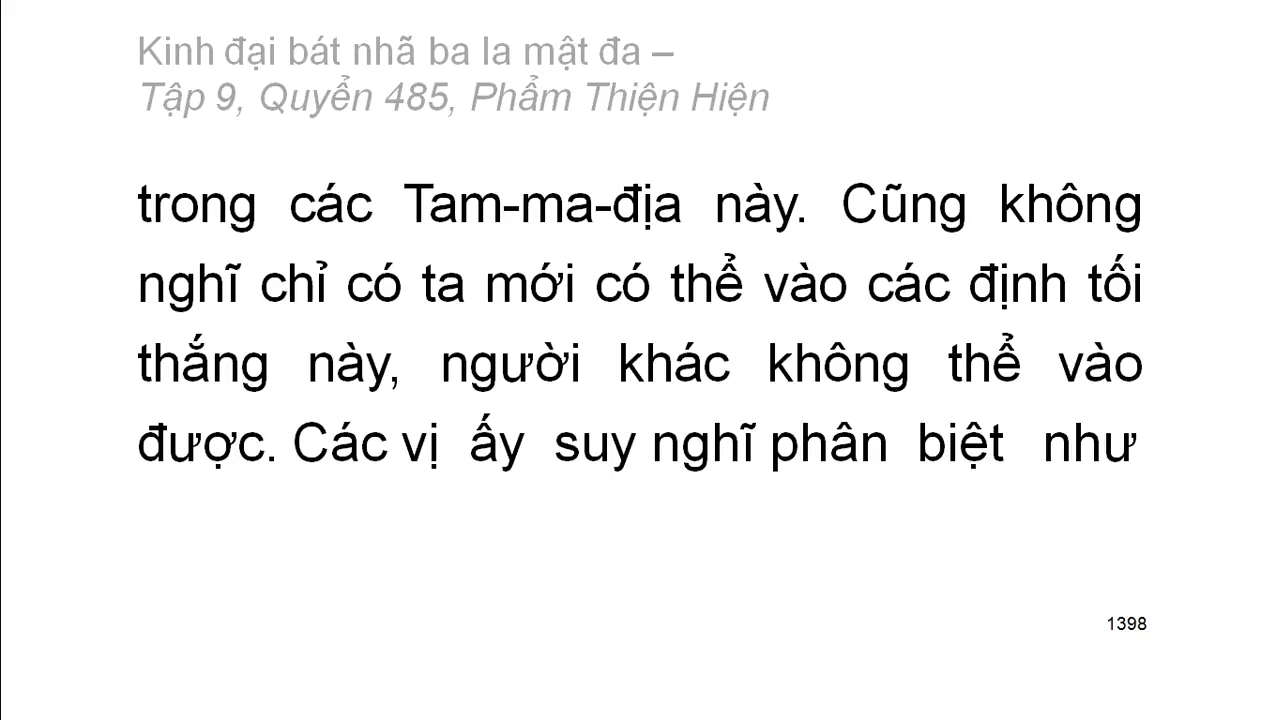 Kinh đại bát nhã ba la mật đa –
Tập 9, Quyển 485, Phẩm Thiện Hiện
trong các Tam-ma-địa này. Cũng không
nghĩ chỉ có ta mới có thể vào các định tối
thắng này, người khác không thể vào
được. Các vị ấy suy nghĩ phân biệt như
1398